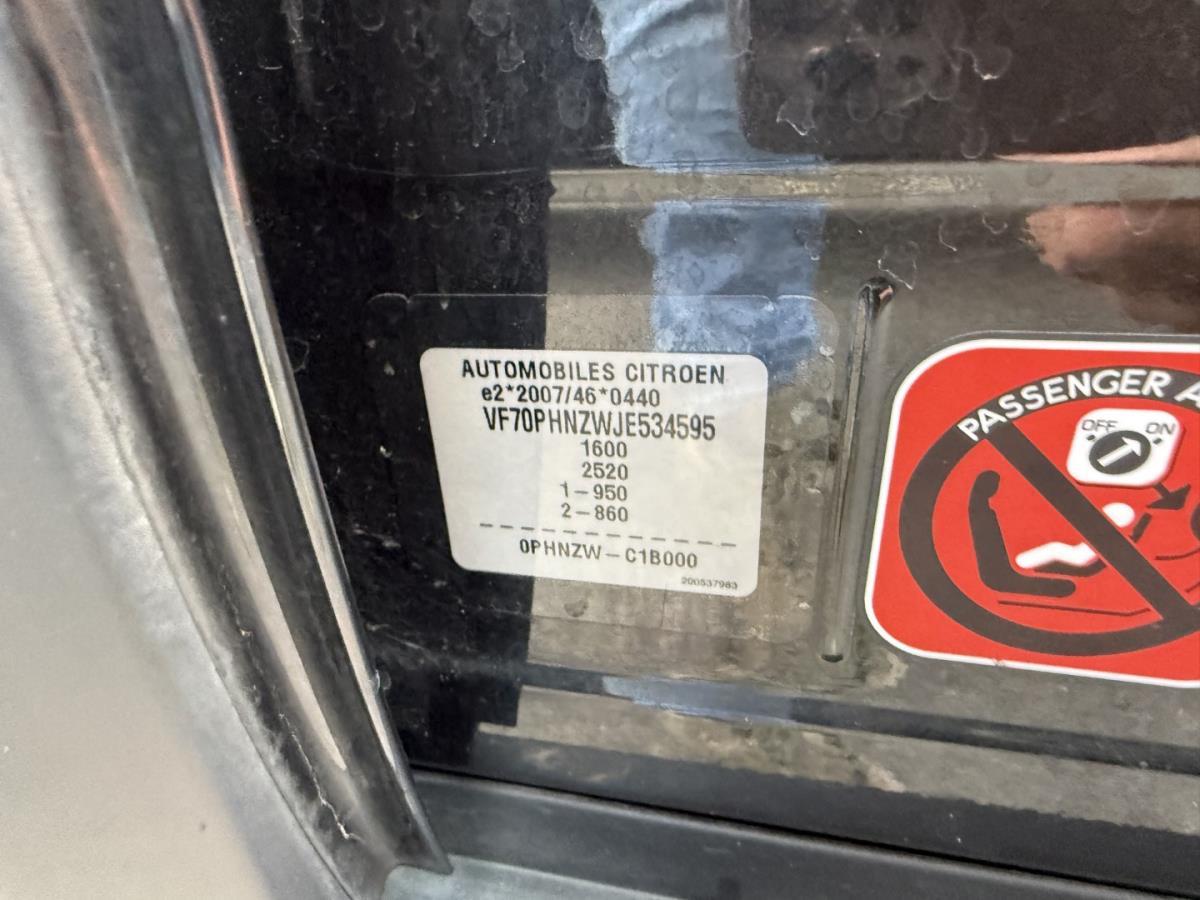 AUTOMOBILES CITROEN
e2*2007/46*0440
VF70PHNZWJE534595
1600
2520
1-950
2-860
0PHNZW-C1B000
200537983
PASSENGER A
OFF ON